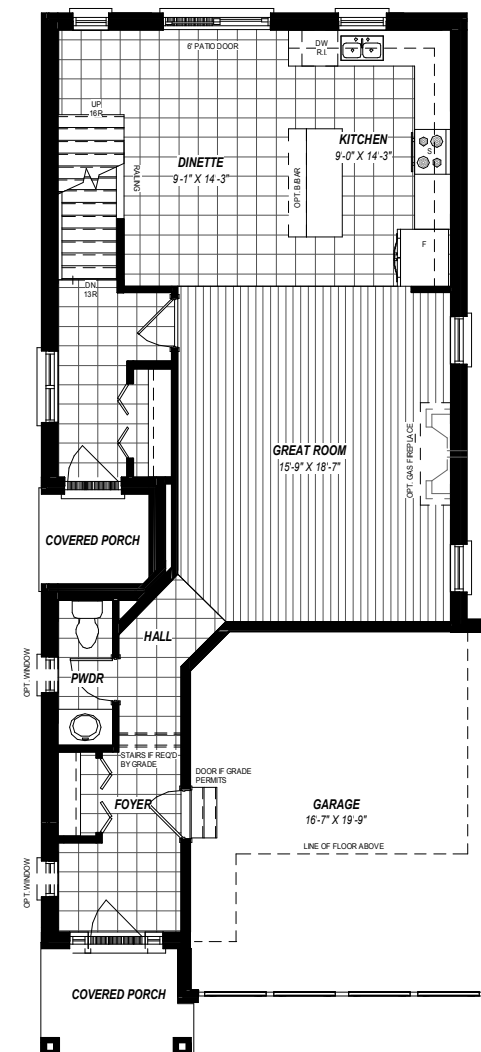 6' PATIO DOOR
DW
R.I.
UP
16R
RAILING
DINETTE
9'-1" X 14'-3"
KITCHEN
9'-0" X 14'-3"
S
OPT. B/BAR
F
DN.
13R
GREAT ROOM
15'-9" X 18'-7"
OPT. GAS FIREPLACE
COVERED PORCH
HALL
OPT. WINDOW
PWDR
STAIRS IF REQ'D
BY GRADE
DOOR IF GRADE
PERMITS
FOYER
GARAGE
16'-7" X 19'-9"
LINE OF FLOOR ABOVE
OPT. WINDOW
COVERED PORCH